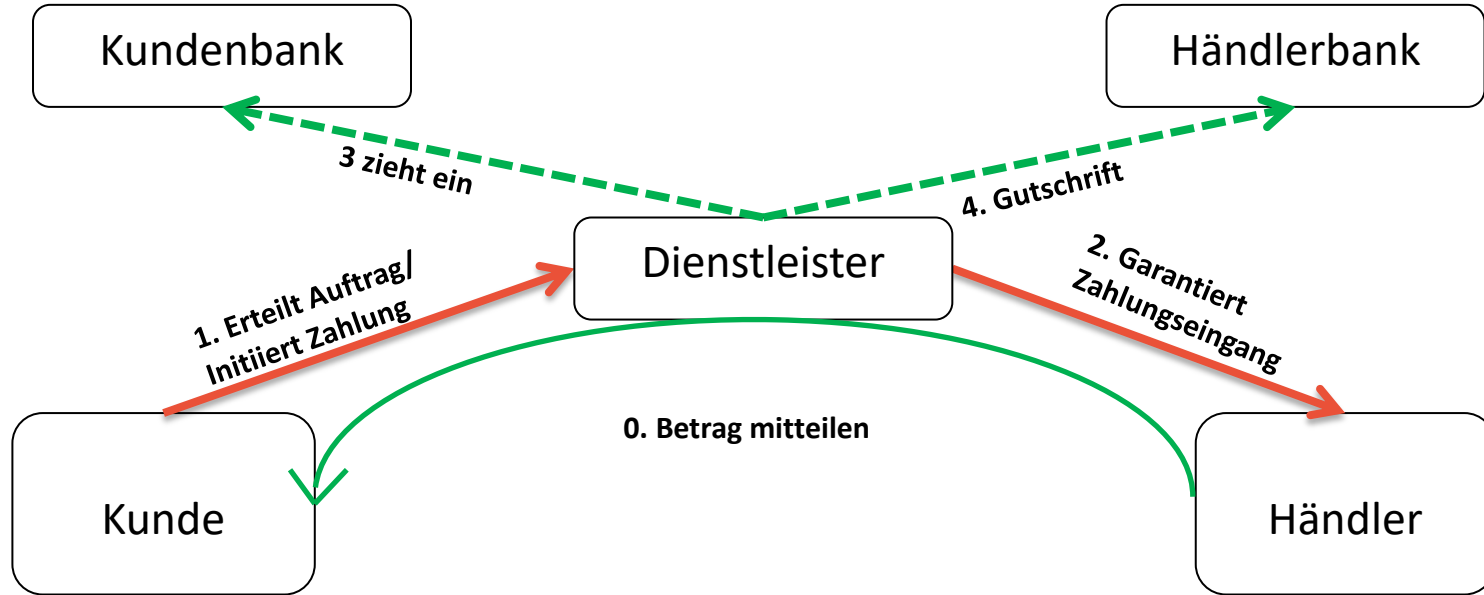 Kundenbank
Händlerbank
3 zieht ein
4. Gutschrift
Dienstleister
1. Erteilt Auftrag/
Initiiert Zahlung
2. Garantiert
Zahlungseingang
0. Betrag mitteilen
Kunde
Händler